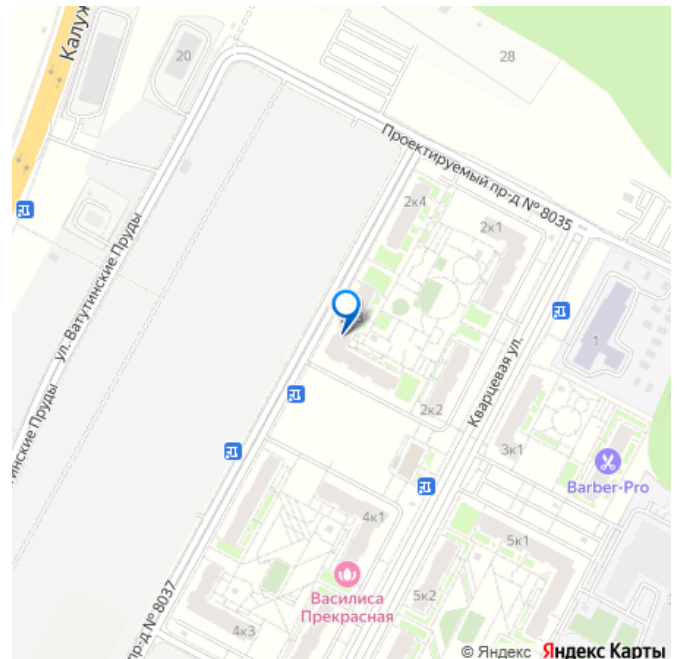 Калуж
20
28
Проектируемый пр-д № 8035
2к4
2к1
ул. Ватутинские Пруды
Кварцевая ул.
1
2к2
3к1
Barber-Pro
тинские Пруды
4к1
5к1
Василиса
Прекрасная
5к2
4к3
пр-д № 8037
© Яндекс Яндекс Карты